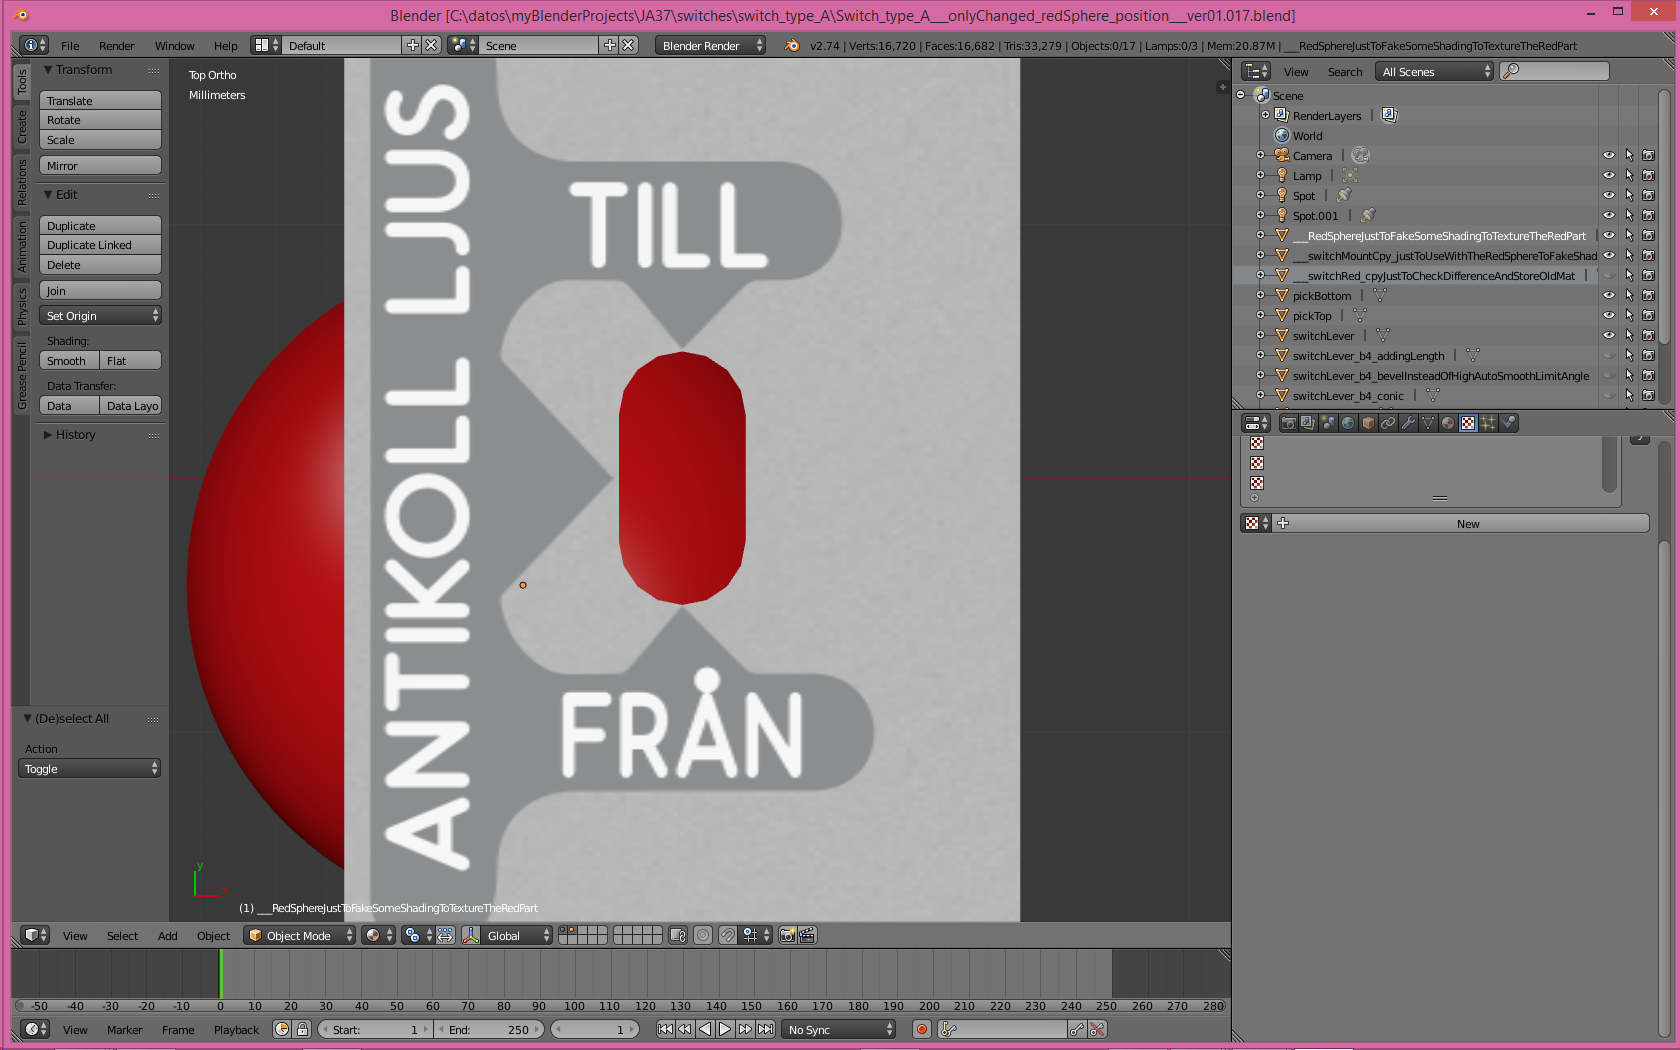 Blender [C:\datos\myBlenderProjects\JA37\switches\switch_type_A\Switch_type_A___onlyChanged_redSphere_position___ver01.017.blend]
File Render Window Help Default Scene Blender Render v2.74 | Verts:16,720 | Faces:16,682 | Tris:33,279 | Objects:0/17 | Lamps:0/3 | Mem:20.87M | ___RedSphereJustToFakeSomeShadingToTextureTheRedPart
Tools
Create
Relations
Animation
Physics
Grease Pencil
Transform
Translate
Rotate
Scale
Mirror
Edit
Duplicate
Duplicate Linked
Delete
Join
Set Origin
Shading:
Smooth Flat
Data Transfer:
Data Data Layo
History
(De)select All
Action
Toggle
Top Ortho
Millimeters
ANTIKOLL LJUS
TILL
FRÅN
y
x
(1) ___RedSphereJustToFakeSomeShadingToTextureTheRedPart
View Select Add Object Object Mode Global
View Search All Scenes
Scene
RenderLayers |
World
Camera |
Lamp |
Spot |
Spot.001 |
___RedSphereJustToFakeSomeShadingToTextureTheRedPart |
___switchMountCpy_justToUseWithTheRedSphereToFakeShad
___switchRed_cpyJustToCheckDifferenceAndStoreOldMat |
pickBottom |
pickTop |
switchLever |
switchLever_b4_addingLength |
switchLever_b4_bevelInsteadOfHighAutoSmoothLimitAngle
switchLever_b4_conic |
New
-50 -40 -30 -20 -10 0 10 20 30 40 50 60 70 80 90 100 110 120 130 140 150 160 170 180 190 200 210 220 230 240 250 260 270 280
View Marker Frame Playback Start: 1 End: 250 1 No Sync